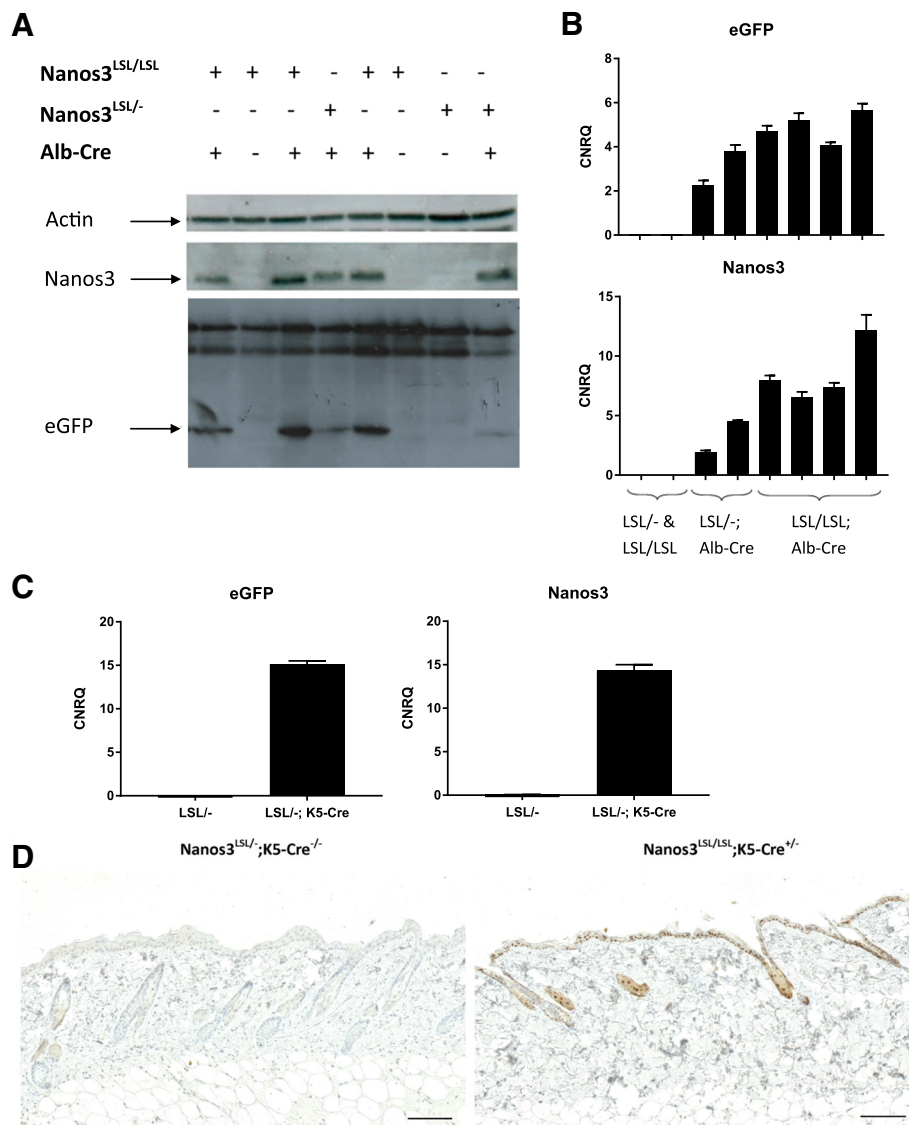 A
Nanos3LSL/LSL + + + - + + - -
Nanos3LSL/- - - - + - - + +
Alb-Cre + - + + + - - +
Actin
Nanos3
eGFP
B
eGFP
CNRQ
8
6
4
2
0
Nanos3
CNRQ
15
10
5
0
LSL/- & LSL/-; LSL/LSL;
LSL/LSL Alb-Cre Alb-Cre
C
eGFP
CNRQ
20
15
10
5
0
LSL/- LSL/-; K5-Cre
Nanos3
CNRQ
20
15
10
5
0
LSL/- LSL/-; K5-Cre
D
Nanos3LSL/-;K5-Cre-/-
Nanos3LSL/LSL;K5-Cre+/-